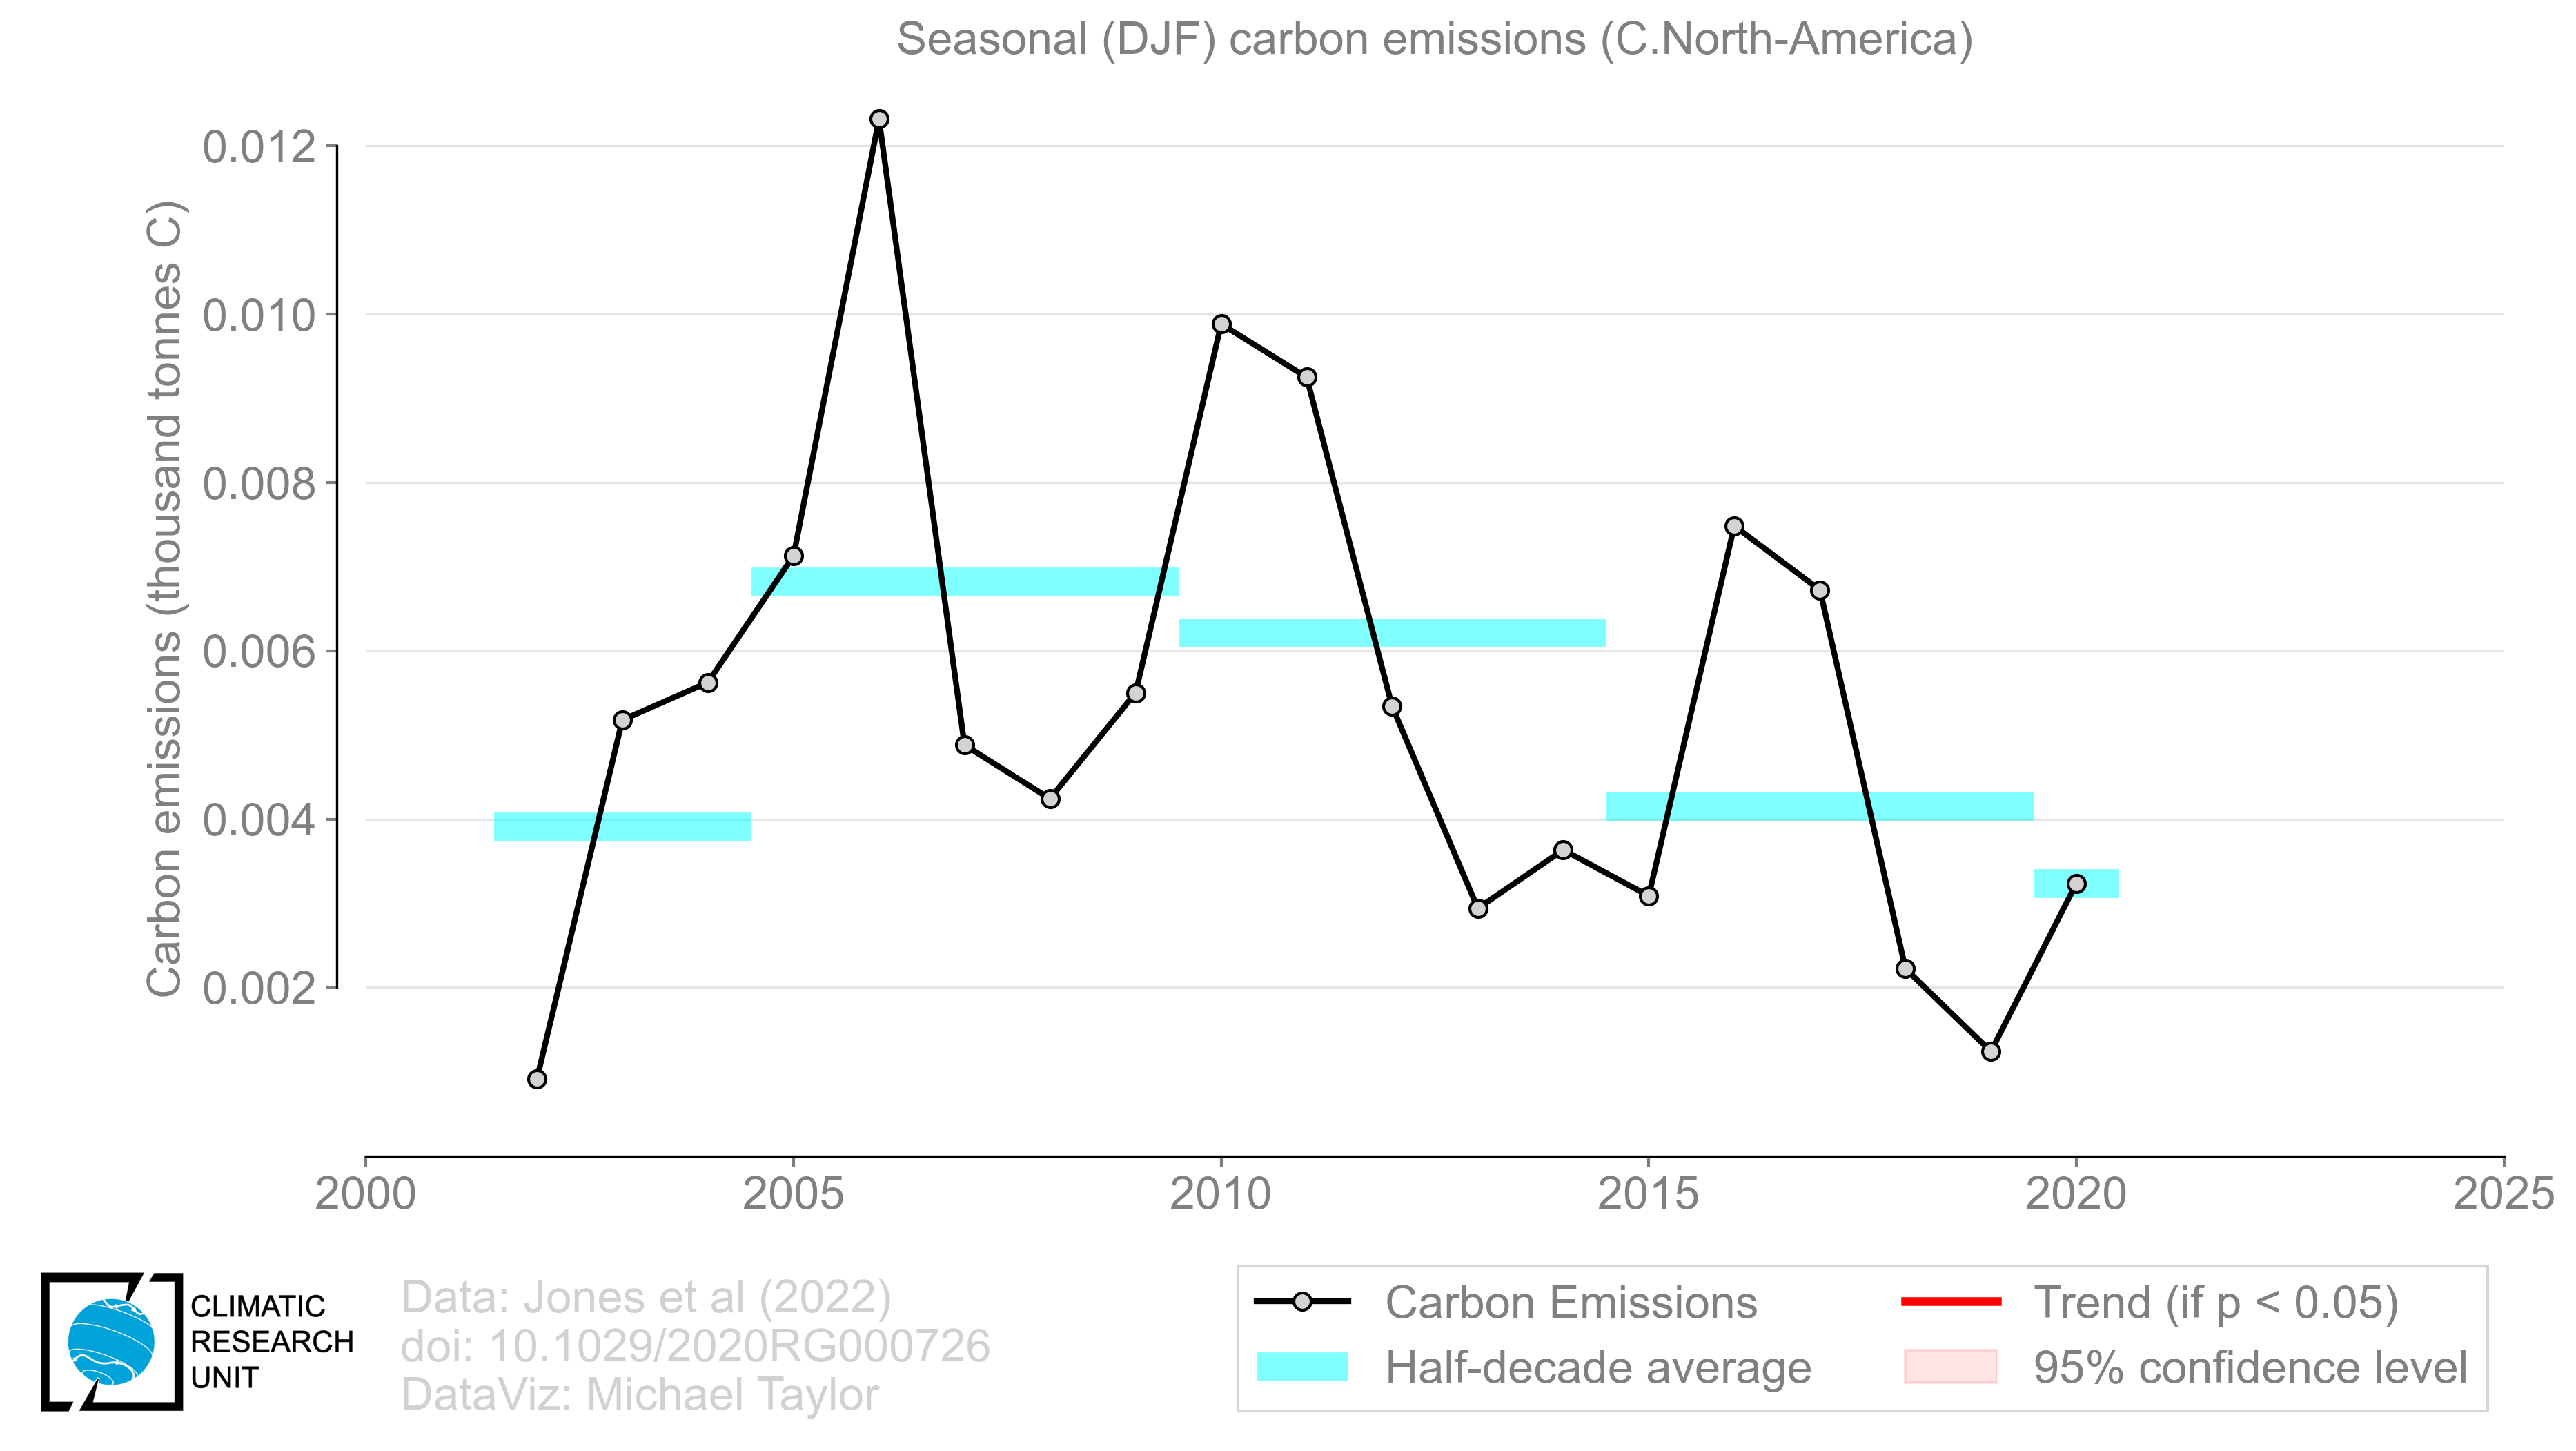 Seasonal (DJF) carbon emissions (C.North-America)
Carbon emissions (thousand tonnes C)
0.012
0.010
0.008
0.006
0.004
0.002
2000 2005 2010 2015 2020 2025
CLIMATIC
RESEARCH
UNIT
Data: Jones et al (2022)
doi: 10.1029/2020RG000726
DataViz: Michael Taylor
Carbon Emissions
Half-decade average
Trend (if p < 0.05)
95% confidence level